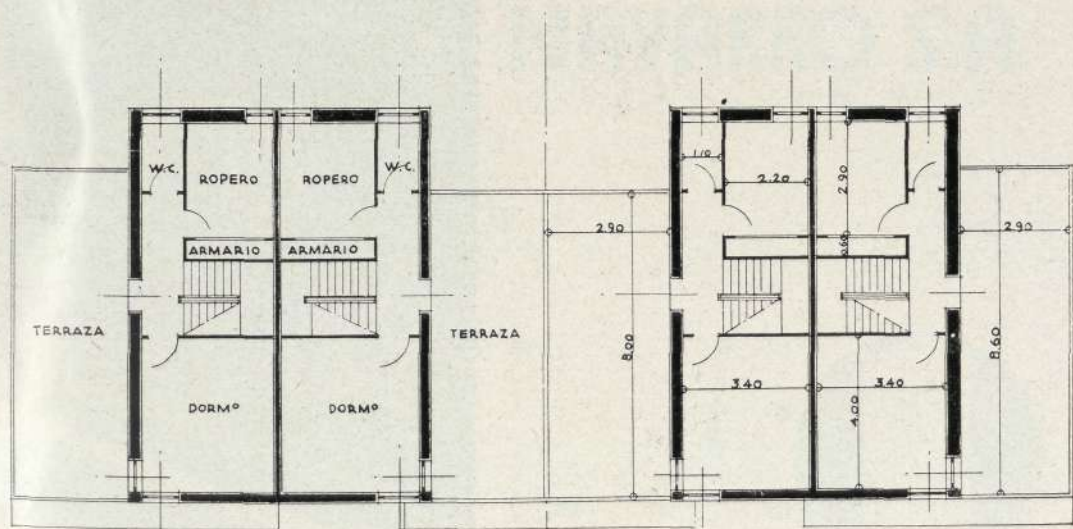 W.C.
ROPERO
ROPERO
W.C.
ARMARIO
ARMARIO
TERRAZA
TERRAZA
DORMº
DORMº
1.10
2.20
2.90
0.60
2.90
2.90
8.00
8.60
3.40
3.40
4.00